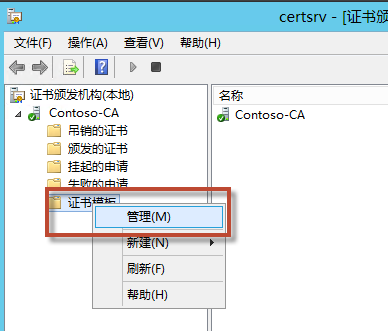 certsrv - [证书颁
文件(F) 操作(A) 查看(V) 帮助(H)
证书颁发机构(本地)
Contoso-CA
吊销的证书
颁发的证书
挂起的申请
失败的申请
证书模板
管理(M)
新建(N)
刷新(F)
帮助(H)
名称
Contoso-CA